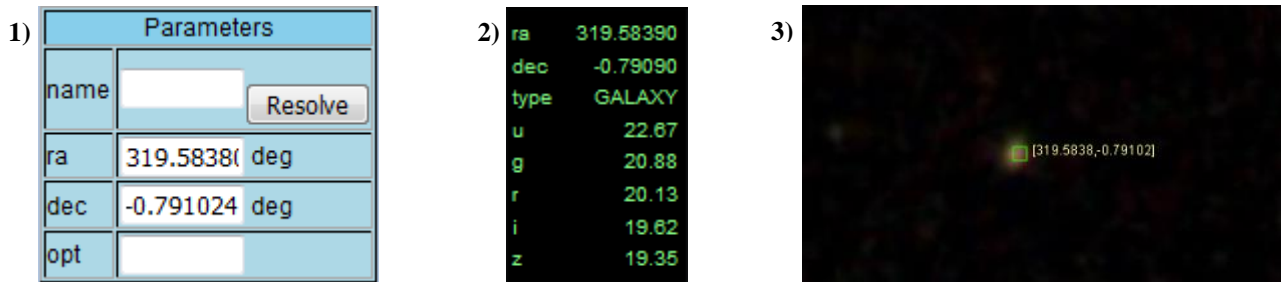 1)
Parameters
name
Resolve
ra 319.5838( deg
dec -0.791024 deg
opt
2)
ra 319.58390
dec -0.79090
type GALAXY
u 22.67
g 20.88
r 20.13
i 19.62
z 19.35
3)
[319.5838,-0.79102]